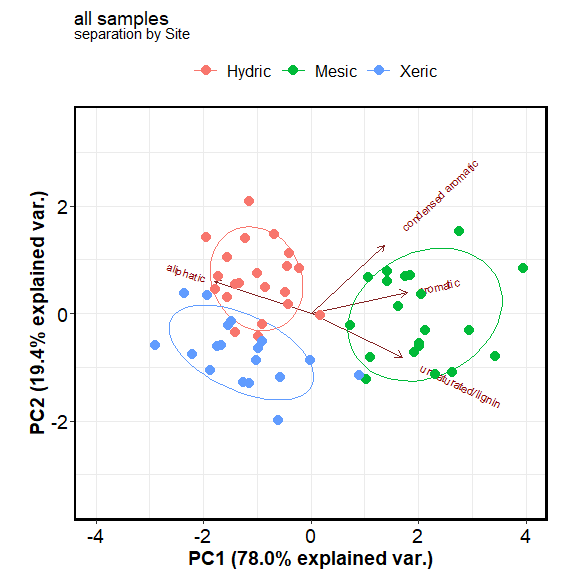 all samples
separation by Site
Hydric Mesic Xeric
condensed aromatic
aliphatic
aromatic
unsaturated/lignin
2
0
-2
-4 -2 0 2 4
PC1 (78.0% explained var.)
PC2 (19.4% explained var.)